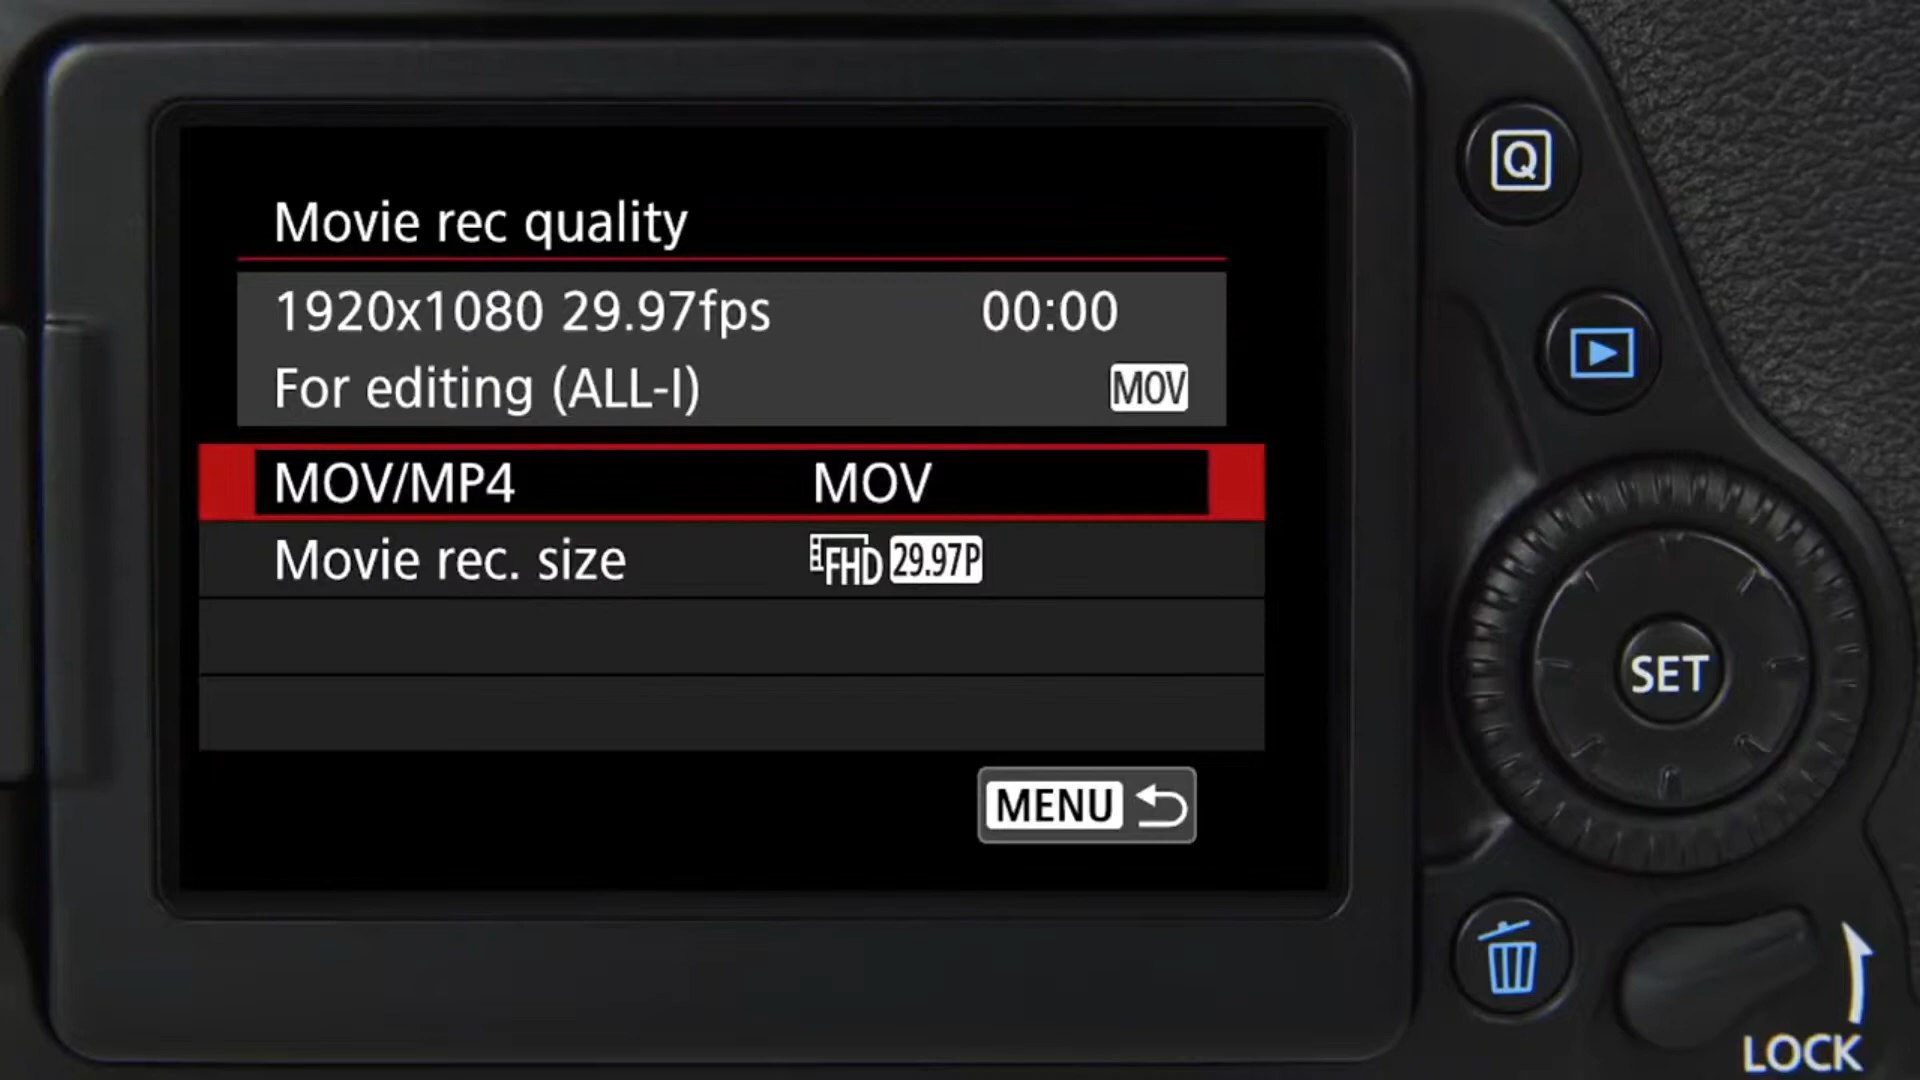 Movie rec quality
1920x1080 29.97fps 00:00
For editing (ALL-I) MOV
MOV/MP4 MOV
Movie rec. size FHD 29.97P
MENU
Q
SET
LOCK